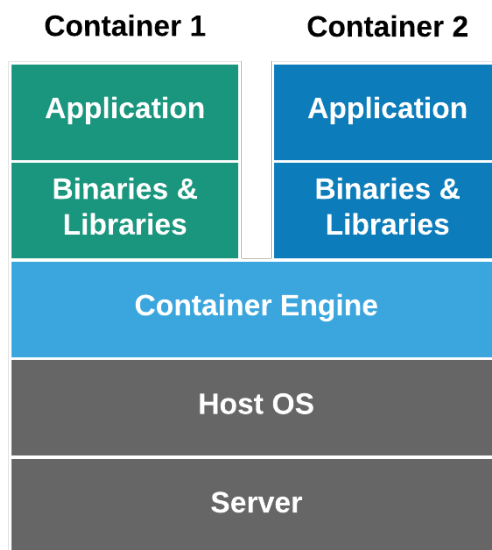 Container 1
Container 2
Application
Application
Binaries &
Libraries
Binaries &
Libraries
Container Engine
Host OS
Server